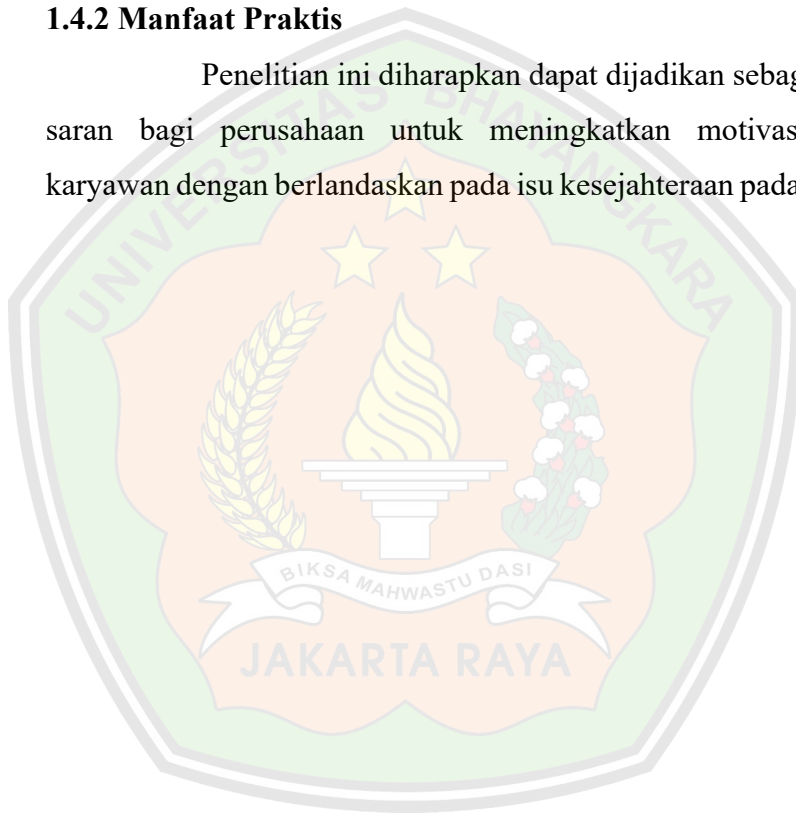 1.4.2 Manfaat Praktis
Penelitian ini diharapkan dapat dijadikan sebag
saran bagi perusahaan untuk meningkatkan motivas
karyawan dengan berlandaskan pada isu kesejahteraan pada
UNIVERSITAS BHAYANGKARA
BIKSA MAHWASTU DASI
JAKARTA RAYA